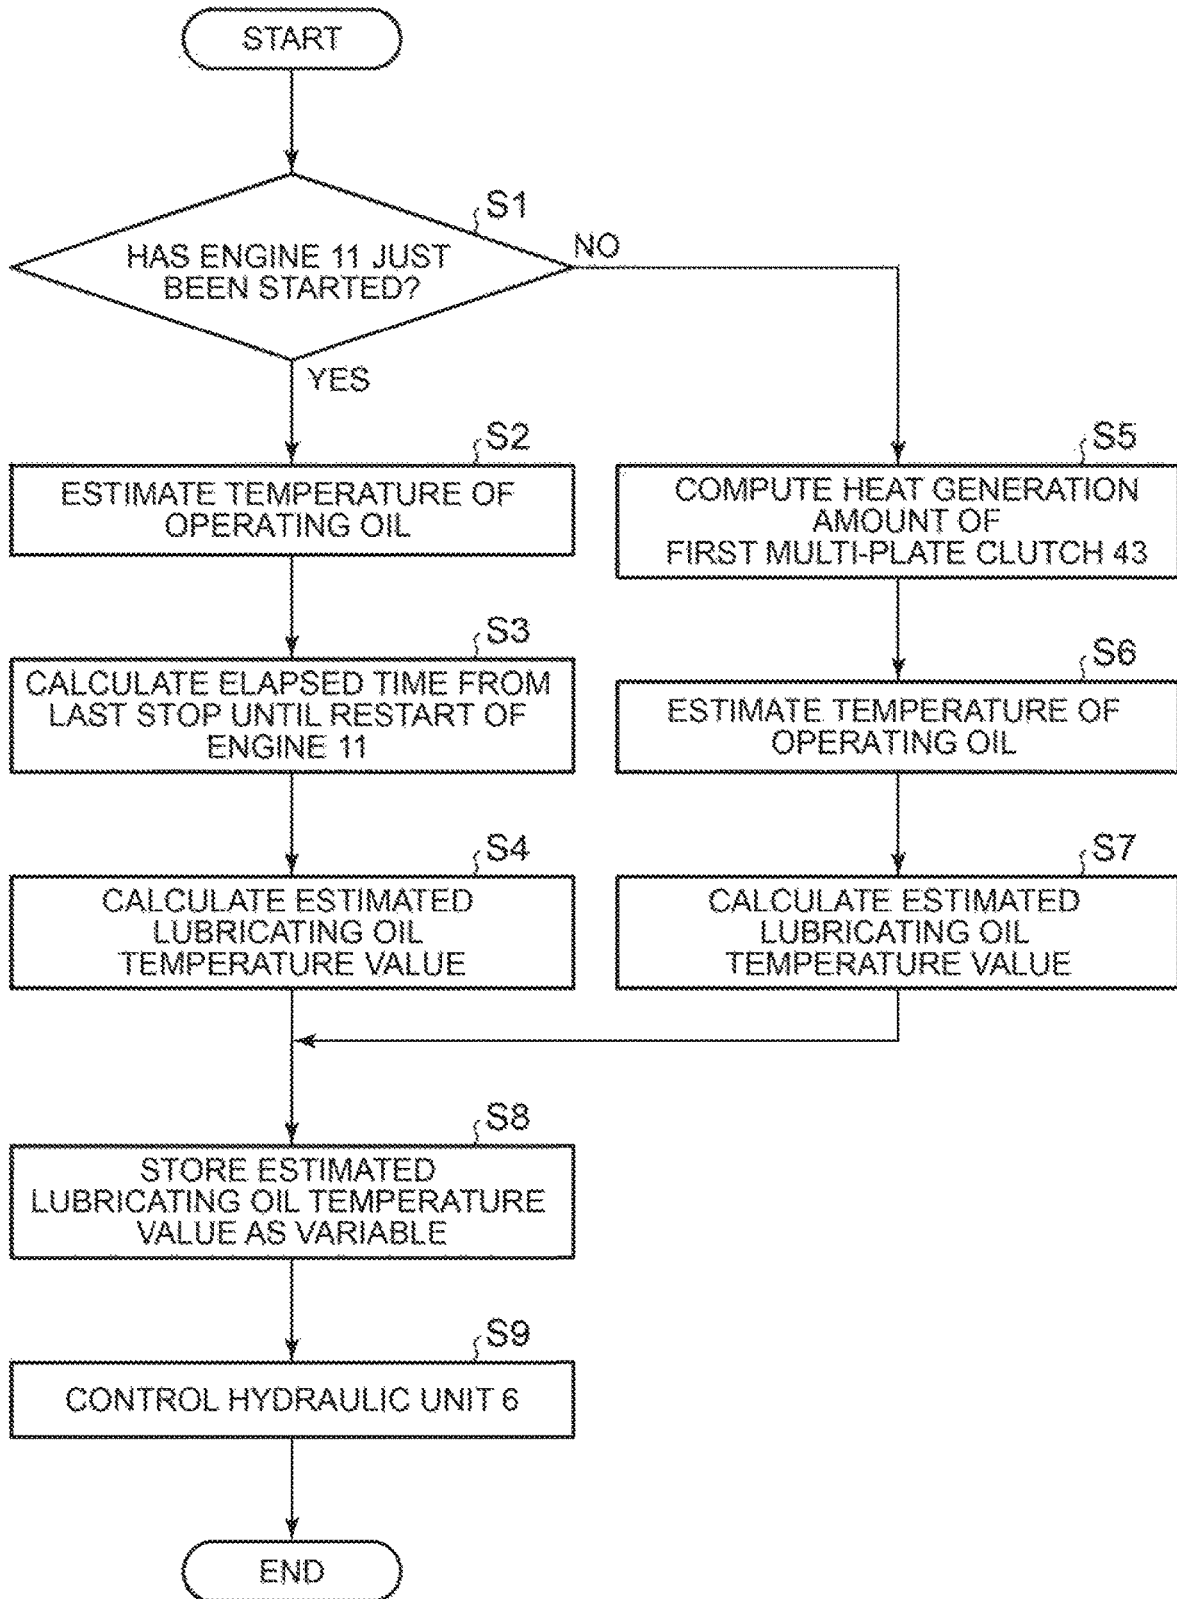 START
S1
HAS ENGINE 11 JUST
BEEN STARTED?
NO
YES
S2
ESTIMATE TEMPERATURE OF
OPERATING OIL
S3
CALCULATE ELAPSED TIME FROM
LAST STOP UNTIL RESTART OF
ENGINE 11
S4
CALCULATE ESTIMATED
LUBRICATING OIL
TEMPERATURE VALUE
S5
COMPUTE HEAT GENERATION
AMOUNT OF
FIRST MULTI-PLATE CLUTCH 43
S6
ESTIMATE TEMPERATURE OF
OPERATING OIL
S7
CALCULATE ESTIMATED
LUBRICATING OIL
TEMPERATURE VALUE
S8
STORE ESTIMATED
LUBRICATING OIL TEMPERATURE
VALUE AS VARIABLE
S9
CONTROL HYDRAULIC UNIT 6
END